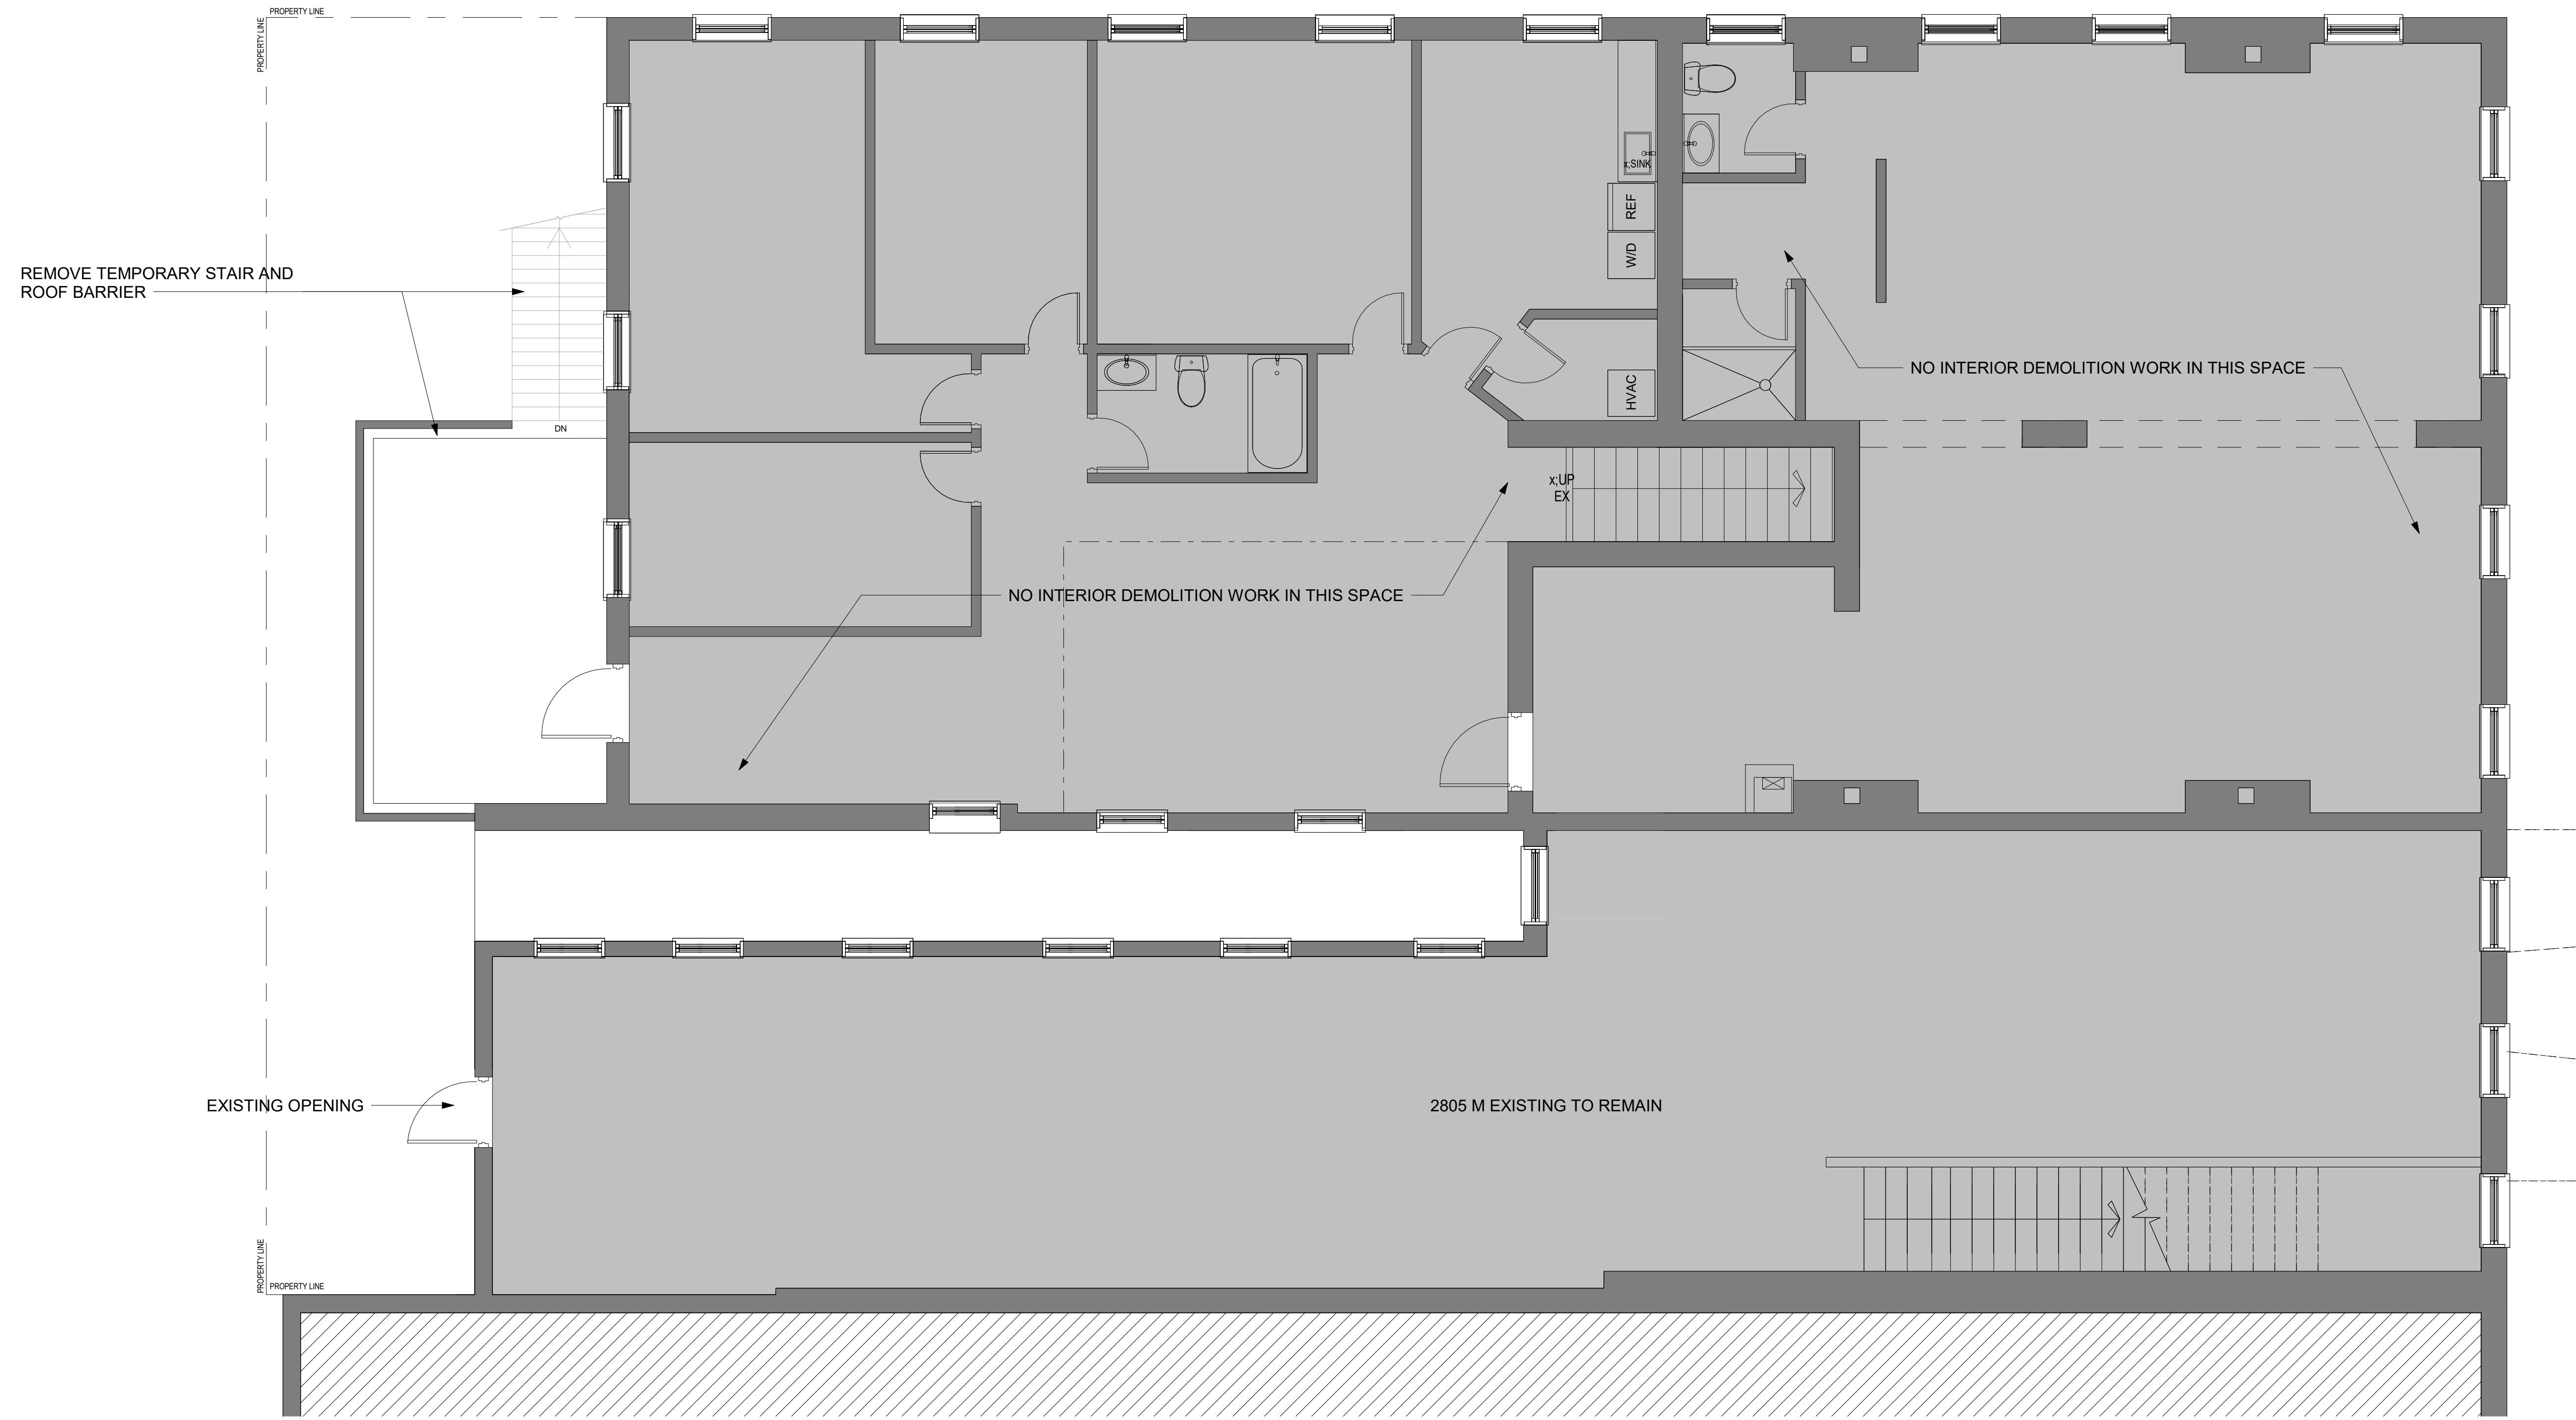 PROPERTY LINE
PROPERTY LINE
x;SINK
REF
W/D
REMOVE TEMPORARY STAIR AND
ROOF BARRIER
HVAC
NO INTERIOR DEMOLITION WORK IN THIS SPACE
DN
x;UP
EX
NO INTERIOR DEMOLITION WORK IN THIS SPACE
EXISTING OPENING
2805 M EXISTING TO REMAIN
PROPERTY LINE
PROPERTY LINE